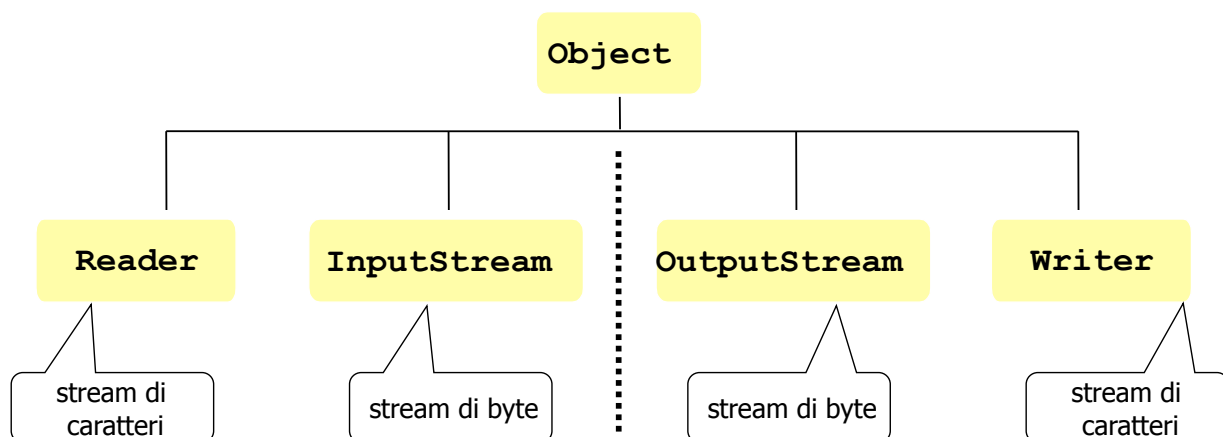 Object
Reader
InputStream
OutputStream
Writer
stream di
caratteri
stream di byte
stream di byte
stream di
caratteri